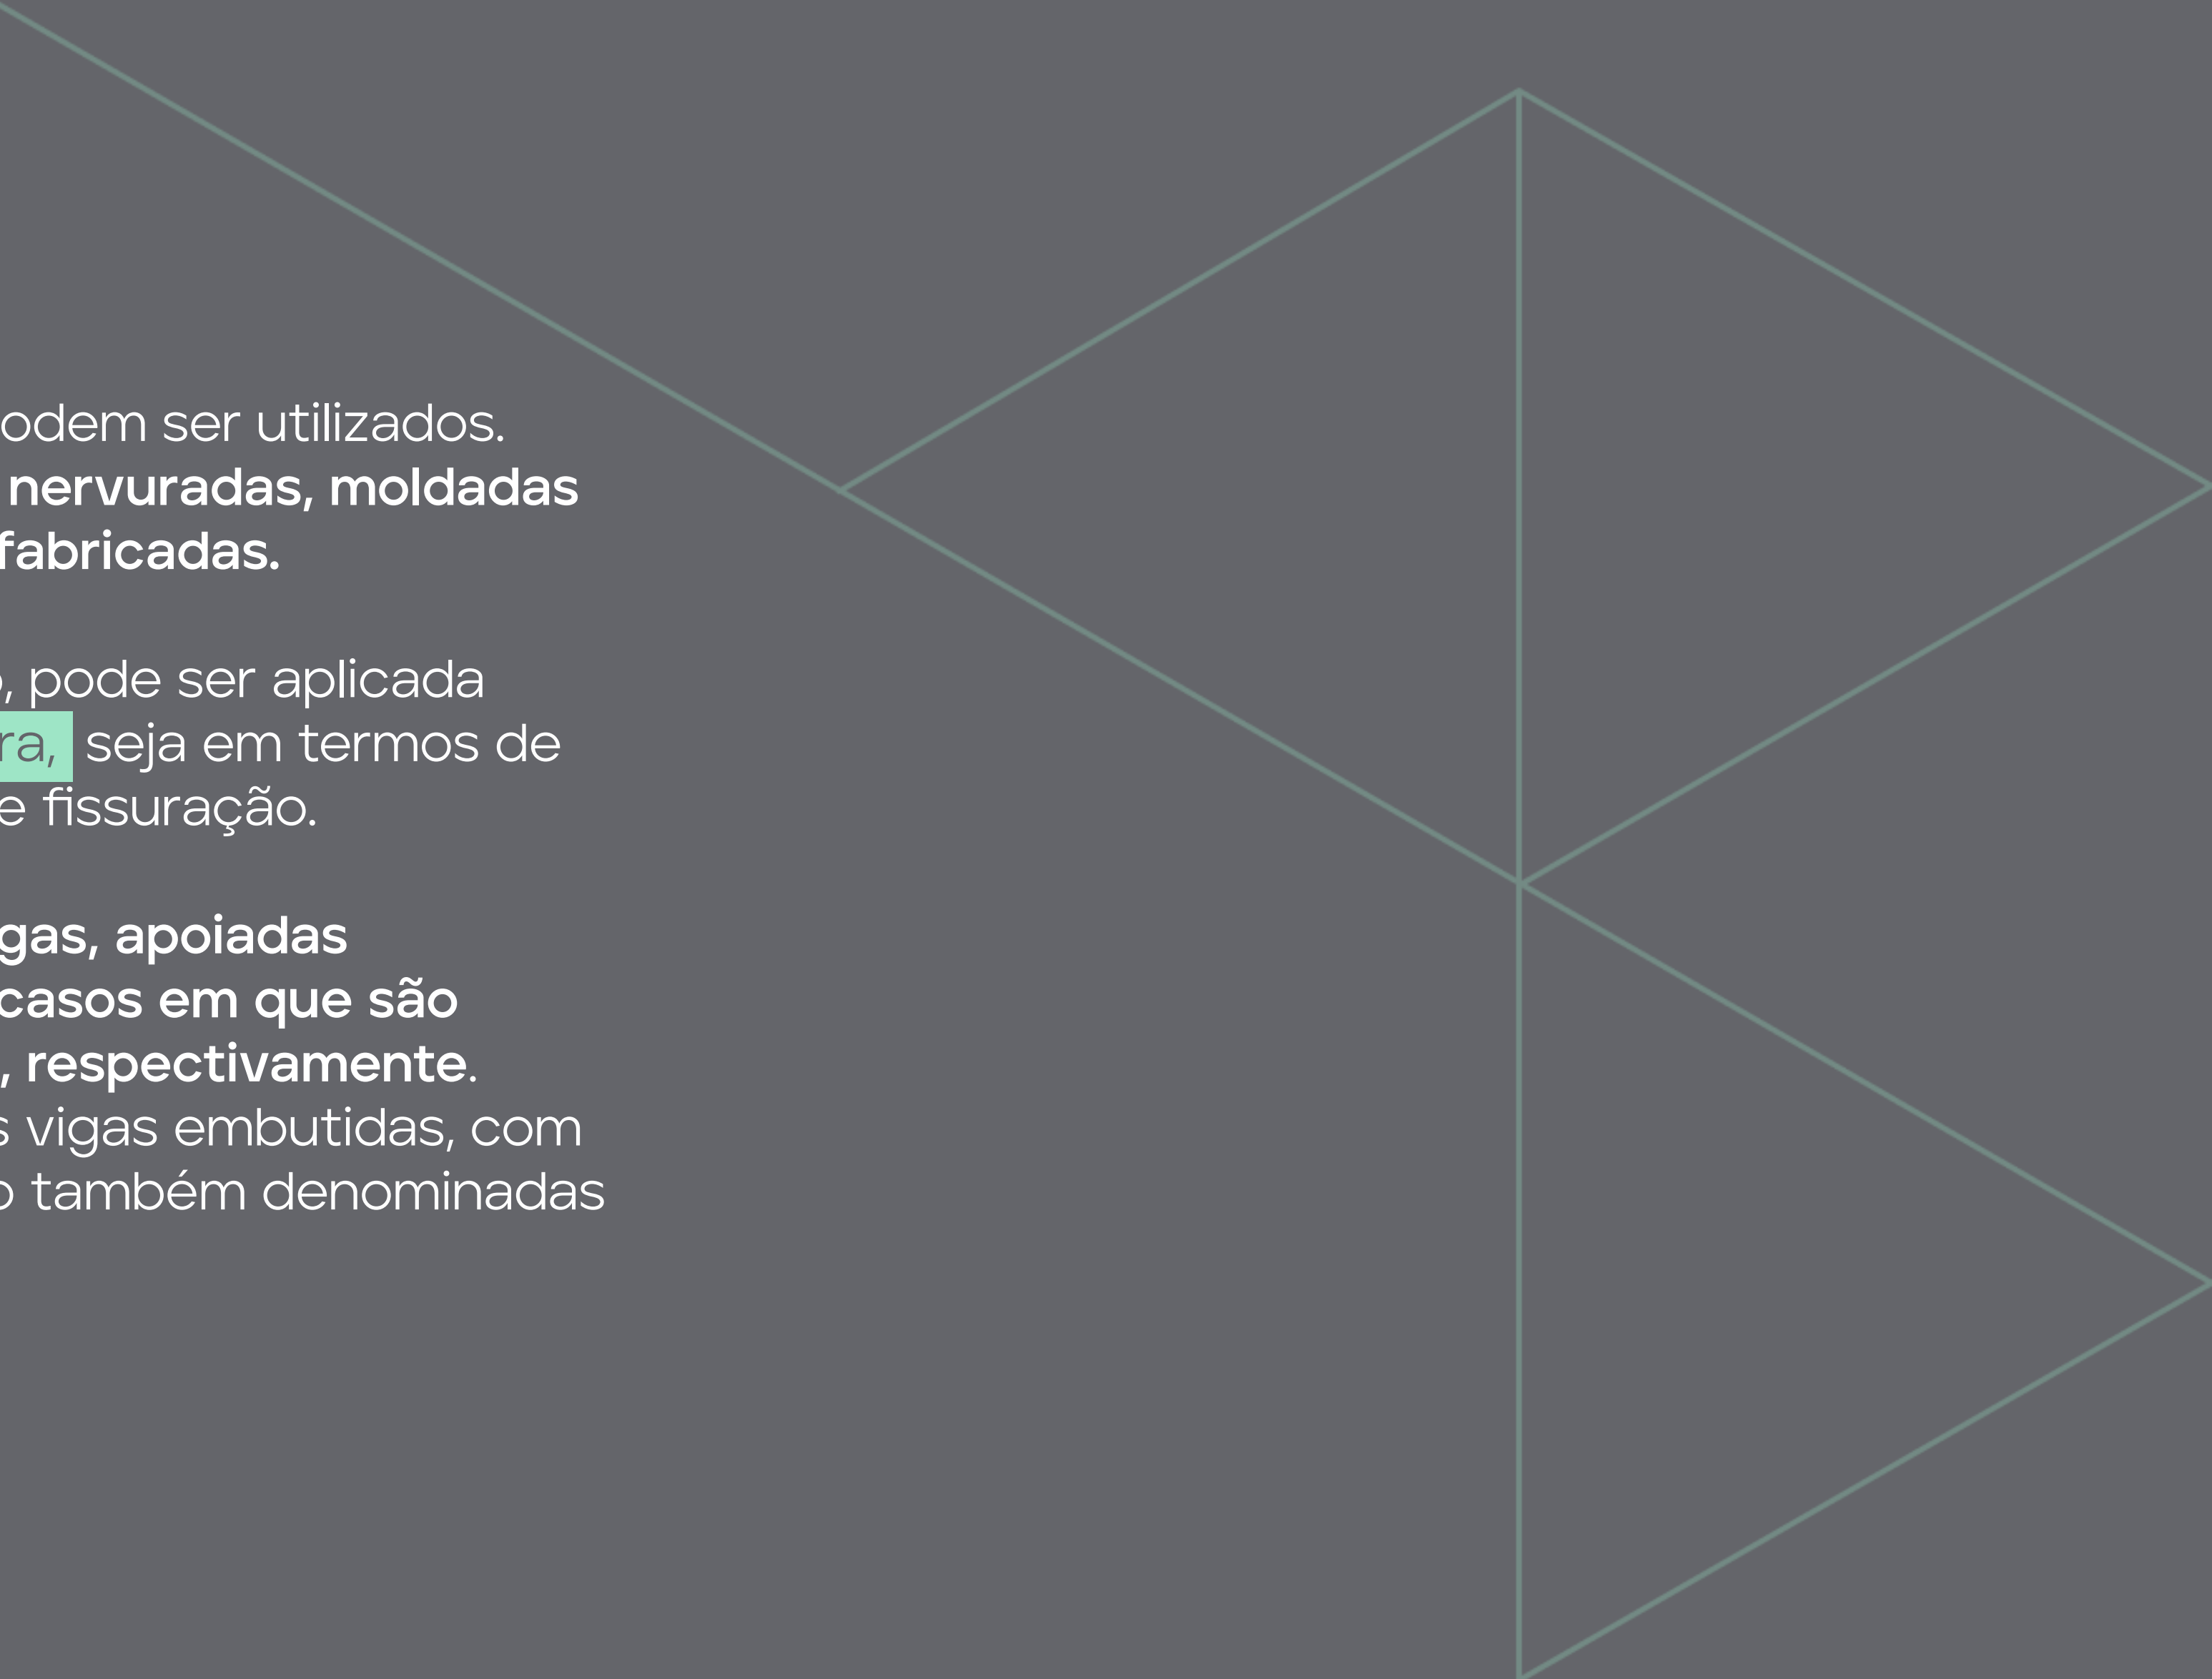 odem ser utilizados.
nervuradas, moldadas
fabricadas.
, pode ser aplicada
ra, seja em termos de
e fissuração.
gas, apoiadas
casos em que são
, respectivamente.
s vigas embutidas, com
o também denominadas